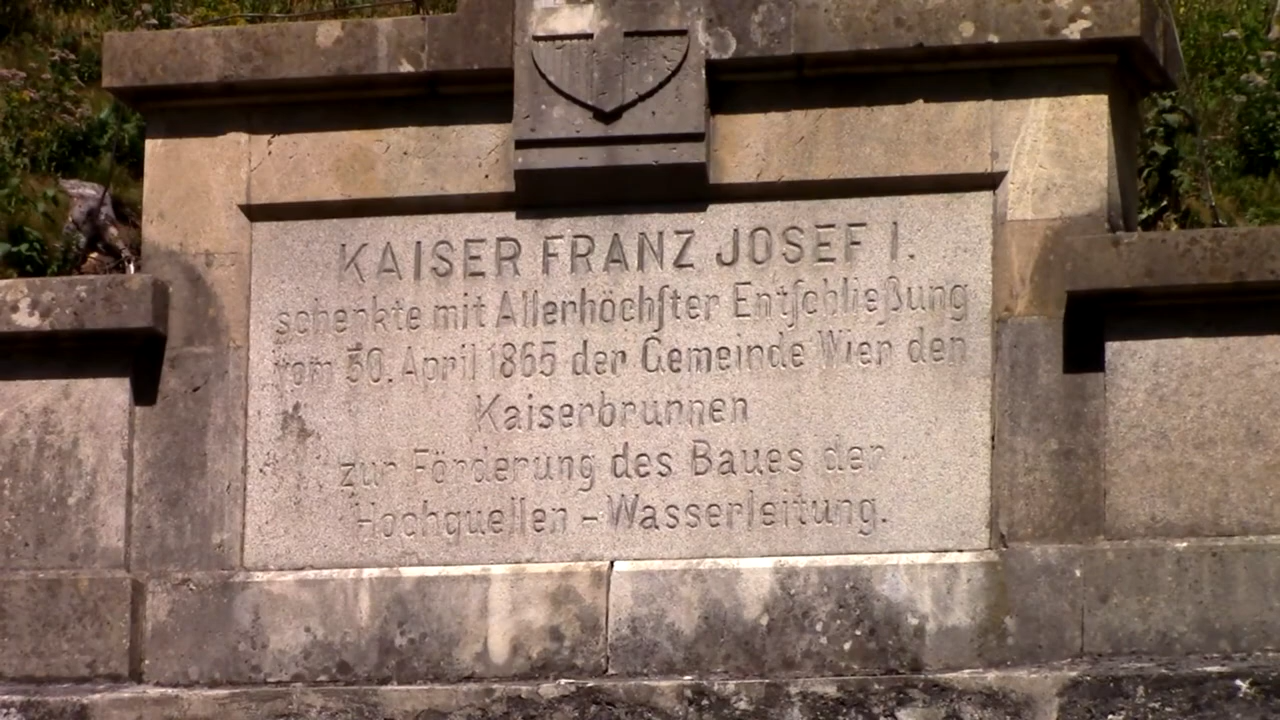 KAISER FRANZ JOSEF I.
schenkte mit Allerhöchſter Entſchließung
vom 30. April 1865 der Gemeinde Wien den
Kaiserbrunnen
zur Förderung des Baues der
Hochquellen - Wasserleitung.